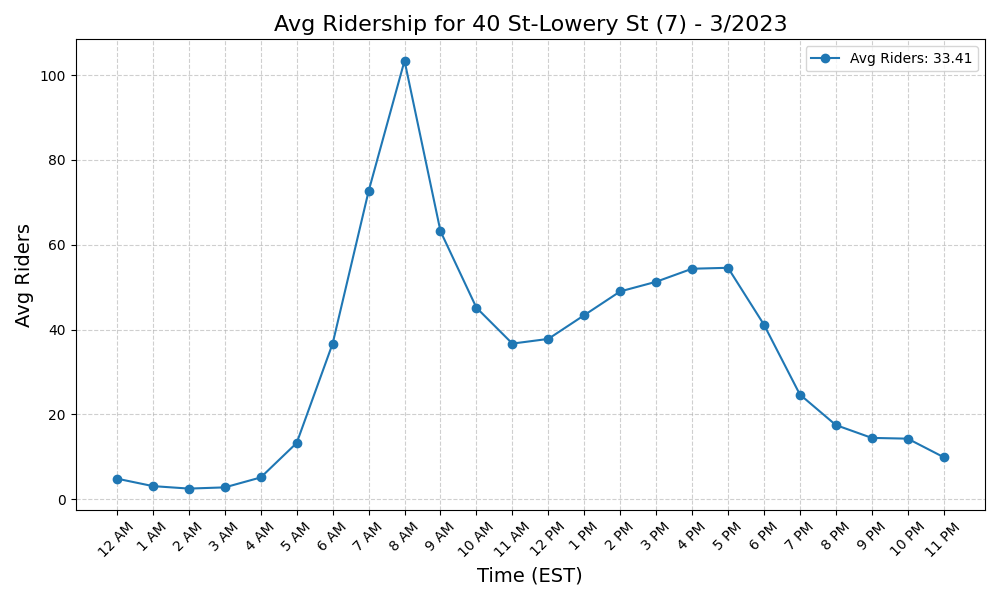 Avg Ridership for 40 St-Lowery St (7) - 3/2023
Avg Riders: 33.41
Avg Riders
100
80
60
40
20
0
12 AM
1 AM
2 AM
3 AM
4 AM
5 AM
6 AM
7 AM
8 AM
9 AM
10 AM
11 AM
12 PM
1 PM
2 PM
3 PM
4 PM
5 PM
6 PM
7 PM
8 PM
9 PM
10 PM
11 PM
Time (EST)